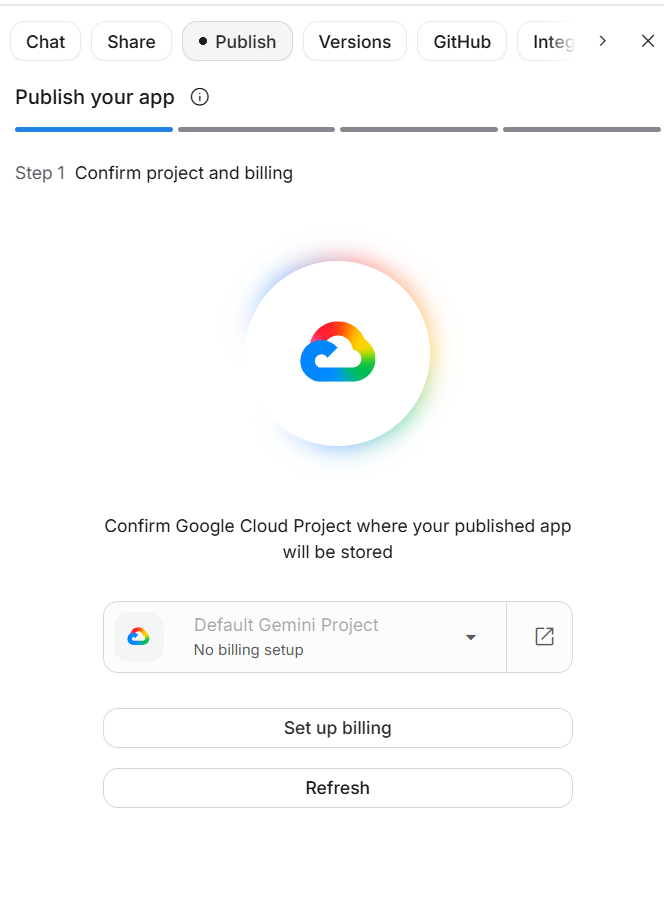 Chat Share Publish Versions GitHub Integ
Publish your app
Step 1 Confirm project and billing
Confirm Google Cloud Project where your published app
will be stored
Default Gemini Project
No billing setup
Set up billing
Refresh